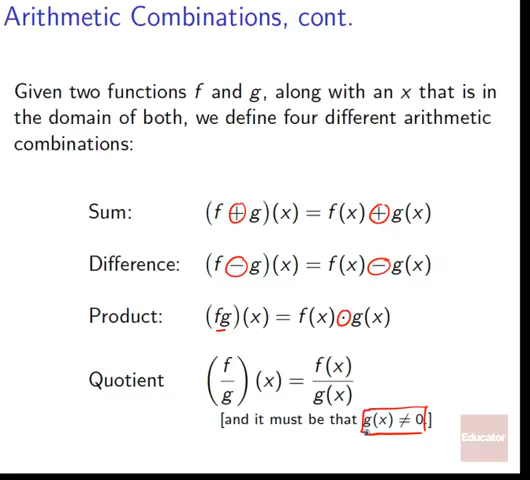 Arithmetic Combinations, cont.
Given two functions f and g, along with an x that is in
the domain of both, we define four different arithmetic
combinations:
Sum: (f + g)(x) = f(x) + g(x)
Difference: (f − g)(x) = f(x) − g(x)
Product: (fg)(x) = f(x) · g(x)
Quotient (f/g)(x) = f(x)/g(x)
[and it must be that g(x) ≠ 0.]
Educator